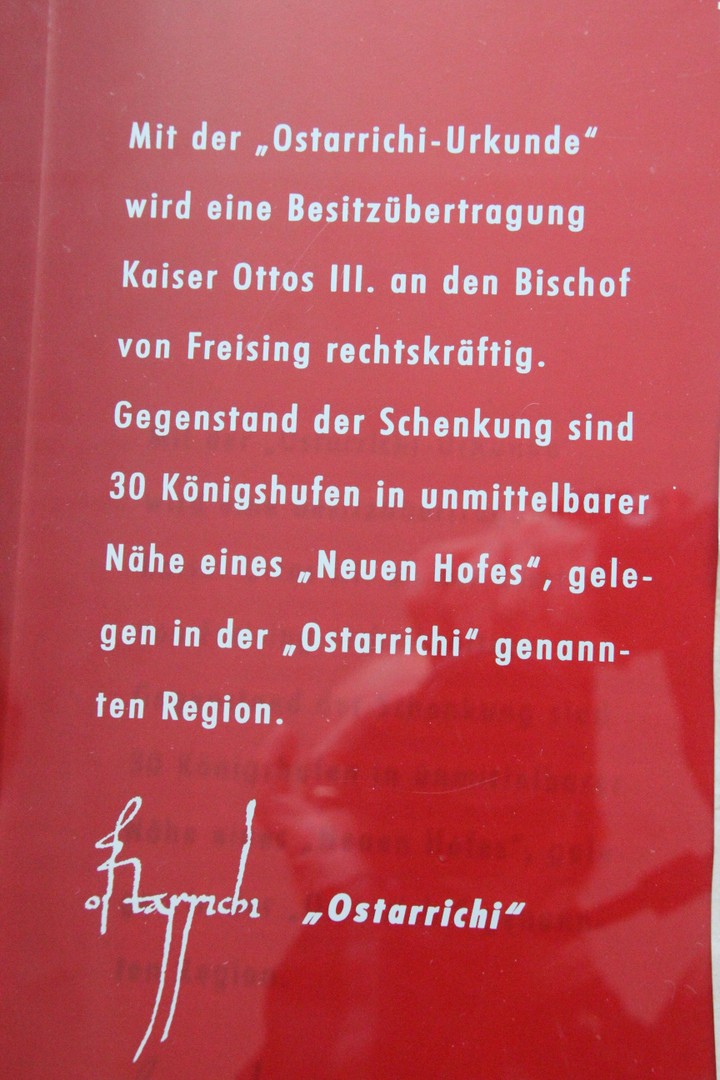 Mit der „Ostarrichi-Urkunde“
wird eine Besitzübertragung
Kaiser Ottos III. an den Bischof
von Freising rechtskräftig.
Gegenstand der Schenkung sind
30 Königshufen in unmittelbarer
Nähe eines „Neuen Hofes“, gele-
gen in der „Ostarrichi“ genann-
ten Region.
ostarrichi „Ostarrichi“